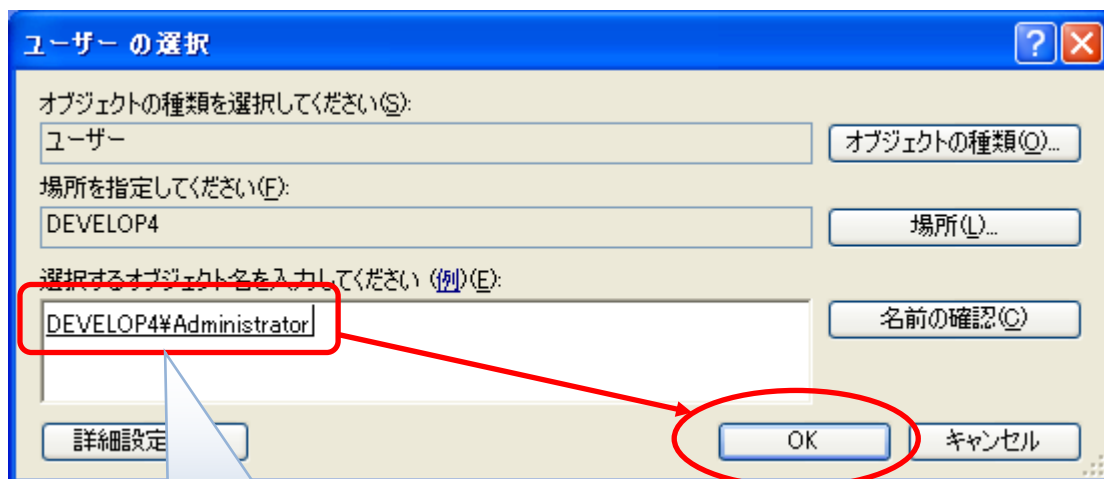 ユーザー の選択
オブジェクトの種類を選択してください(S):
ユーザー
オブジェクトの種類(O)...
場所を指定してください(F):
DEVELOP4
場所(L)...
選択するオブジェクト名を入力してください (例)(E):
DEVELOP4¥Administrator
名前の確認(C)
詳細設定
OK
キャンセル